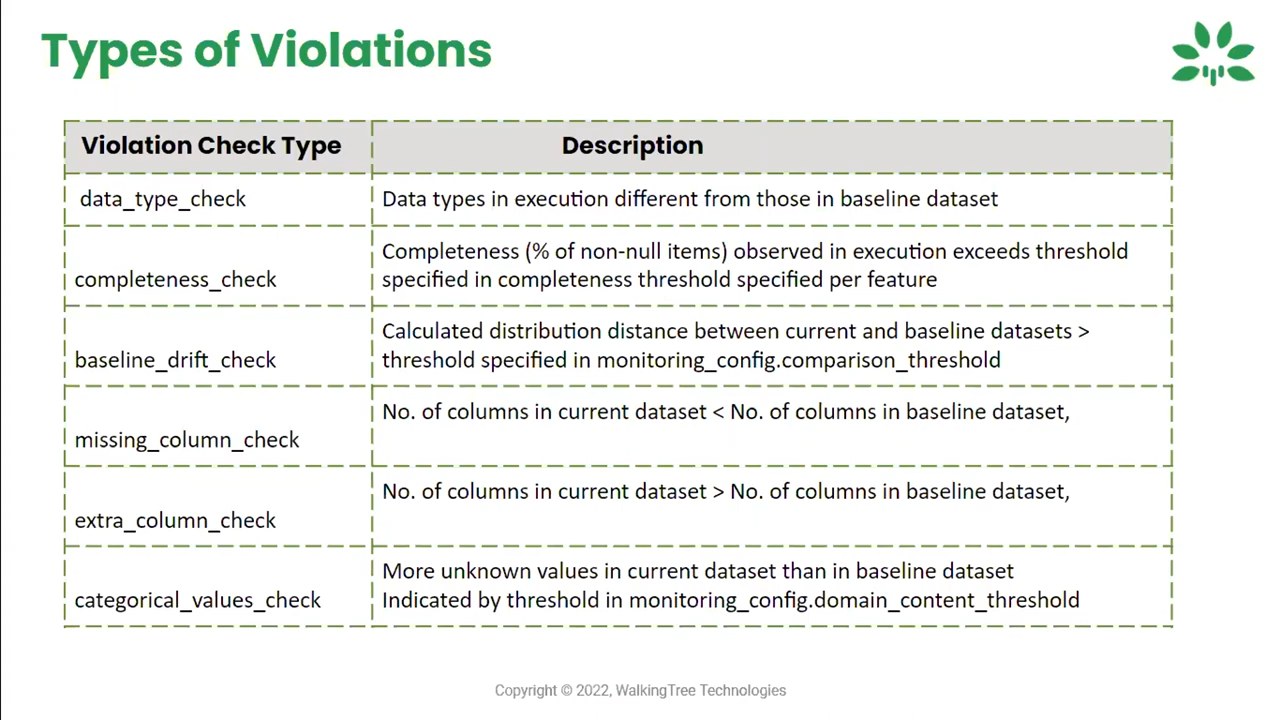 Types of Violations
Violation Check Type
Description
data_type_check
Data types in execution different from those in baseline dataset
completeness_check
Completeness (% of non-null items) observed in execution exceeds threshold
specified in completeness threshold specified per feature
baseline_drift_check
Calculated distribution distance between current and baseline datasets >
threshold specified in monitoring_config.comparison_threshold
missing_column_check
No. of columns in current dataset < No. of columns in baseline dataset,
extra_column_check
No. of columns in current dataset > No. of columns in baseline dataset,
categorical_values_check
More unknown values in current dataset than in baseline dataset
Indicated by threshold in monitoring_config.domain_content_threshold
Copyright © 2022, WalkingTree Technologies